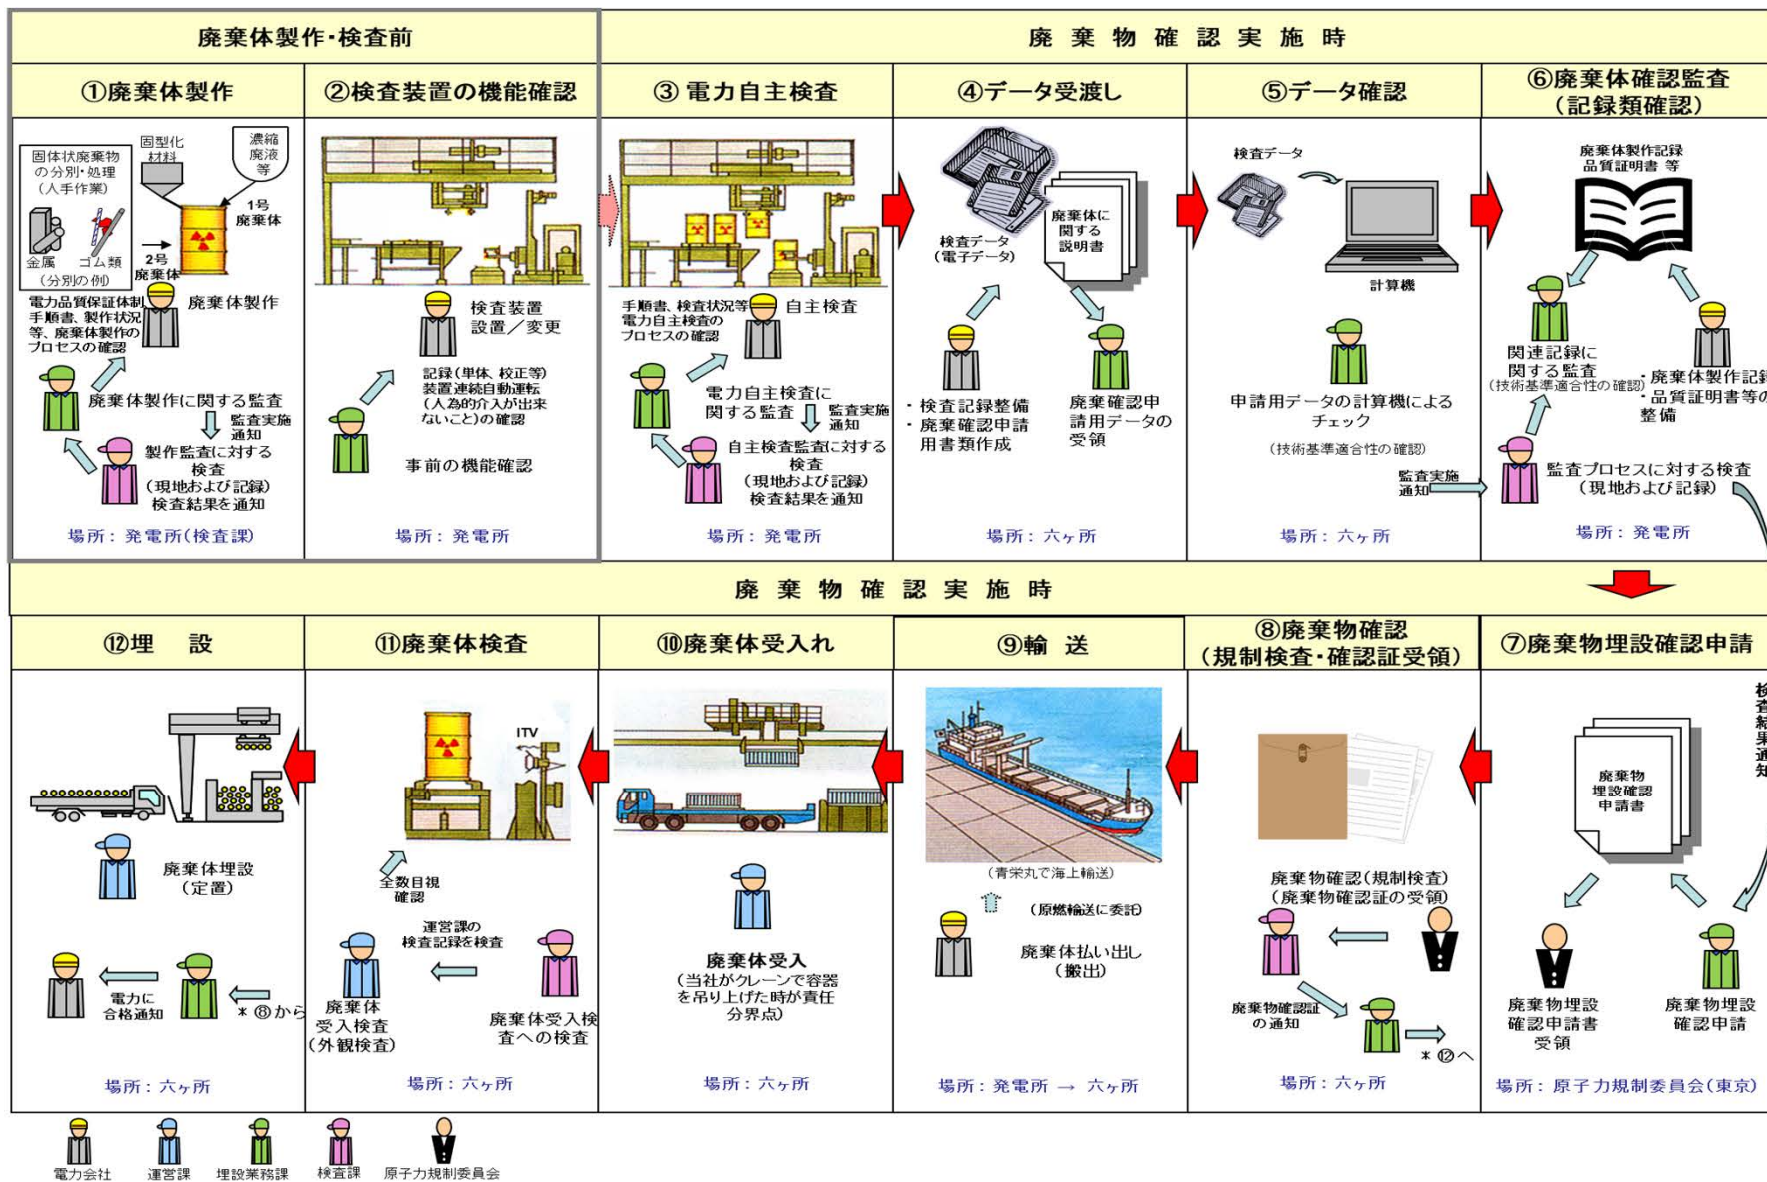 廃棄体製作・検査前
廃棄物確認実施時
①廃棄体製作
②検査装置の機能確認
③電力自主検査
④データ受渡し
⑤データ確認
⑥廃棄体確認監査
(記録類確認)
固体状廃棄物
の分別・処理
(人手作業)
金属
ゴム類
(分別の例)
固型化
材料
濃縮
廃液
等
1号
廃棄体
2号
廃棄体
電力品質保証体制
手順書、製作状況
等、廃棄体製作の
プロセスの確認
廃棄体製作
廃棄体製作に関する監査
監査実施
通知
製作監査に対する
検査
(現地および記録)
検査結果を通知
場所：発電所(検査課)
検査装置
設置／変更
記録(単体、校正等)
装置連続自動運転
(人為的介入が出来
ないこと)の確認
事前の機能確認
場所：発電所
手順書、検査状況等
電力自主検査の
プロセスの確認
自主検査
電力自主検査に
関する監査
監査実施
通知
自主検査監査に対する
検査
(現地および記録)
検査結果を通知
場所：発電所
検査データ
(電子データ)
廃棄体に
関する
説明書
・検査記録整備
・廃棄確認申請
用書類作成
廃棄確認申
請用データの
受領
場所：六ヶ所
検査データ
計算機
申請用データの計算機による
チェック
(技術基準適合性の確認)
監査実施
通知
場所：六ヶ所
廃棄体製作記録
品質証明書 等
関連記録に
関する監査
(技術基準適合性の確認)
・廃棄体製作記録
・品質証明書等の
整備
監査プロセスに対する検査
(現地および記録)
場所：発電所
廃棄物確認実施時
⑫埋　設
⑪廃棄体検査
⑩廃棄体受入れ
⑨輸 送
⑧廃棄物確認
(規制検査・確認証受領)
⑦廃棄物埋設確認申請
廃棄体埋設
(定置)
電力に
合格通知
＊⑧から
場所：六ヶ所
ITV
全数目視
確認
運営課の
検査記録を検査
廃棄体
受入検査
(外観検査)
廃棄体受入検
査への検査
場所：六ヶ所
廃棄体受入
(当社がクレーンで容器
を吊り上げた時が責任
分界点)
場所：六ヶ所
(青栄丸で海上輸送)
(原燃輸送に委託)
廃棄体払い出し
(搬出)
場所：発電所 → 六ヶ所
廃棄物確認(規制検査)
(廃棄物確認証の受領)
廃棄物確認証
の通知
＊⑫へ
場所：六ヶ所
検査結果通知
廃棄物
埋設確認
申請書
廃棄物埋設
確認申請書
受領
廃棄物埋設
確認申請
場所：原子力規制委員会(東京)
電力会社
運営課
埋設業務課
検査課
原子力規制委員会